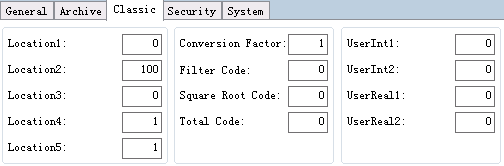 General Archive Classic Security System
Location1: 0
Location2: 100
Location3: 0
Location4: 1
Location5: 1
Conversion Factor: 1
Filter Code: 0
Square Root Code: 0
Total Code: 0
UserInt1: 0
UserInt2: 0
UserReal1: 0
UserReal2: 0